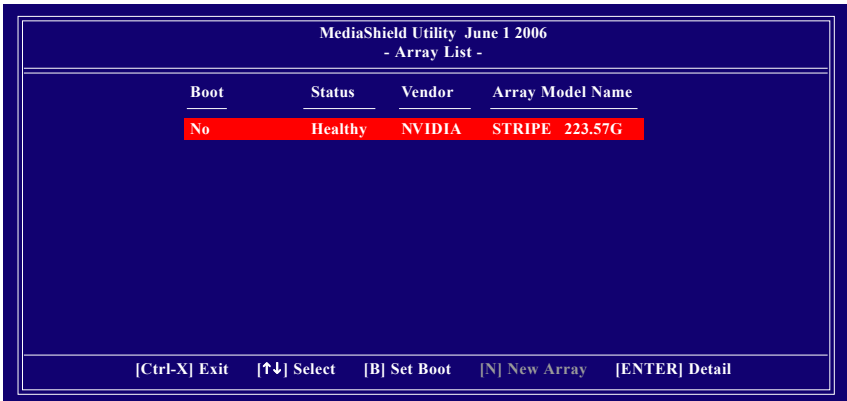 MediaShield Utility June 1 2006
- Array List -
Boot Status Vendor Array Model Name
No Healthy NVIDIA STRIPE 223.57G
[Ctrl-X] Exit [↑↓] Select [B] Set Boot [N] New Array [ENTER] Detail